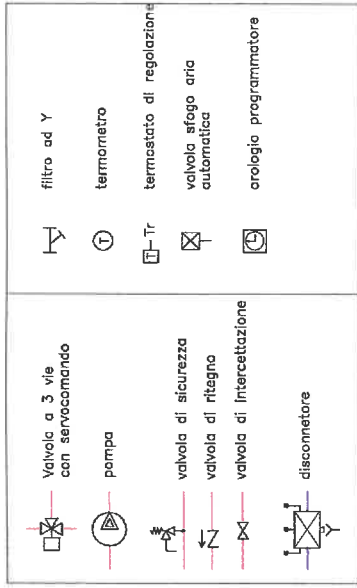 Valvola a 3 vie
con servocomando
pompa
valvola di sicurezza
valvola di ritegno
valvola di Intercettazione
disconnetore
filtro ad Y
T
termometro
T Tr
termostato di regolazione
valvola sfogo aria
automatica
orologia programmatore